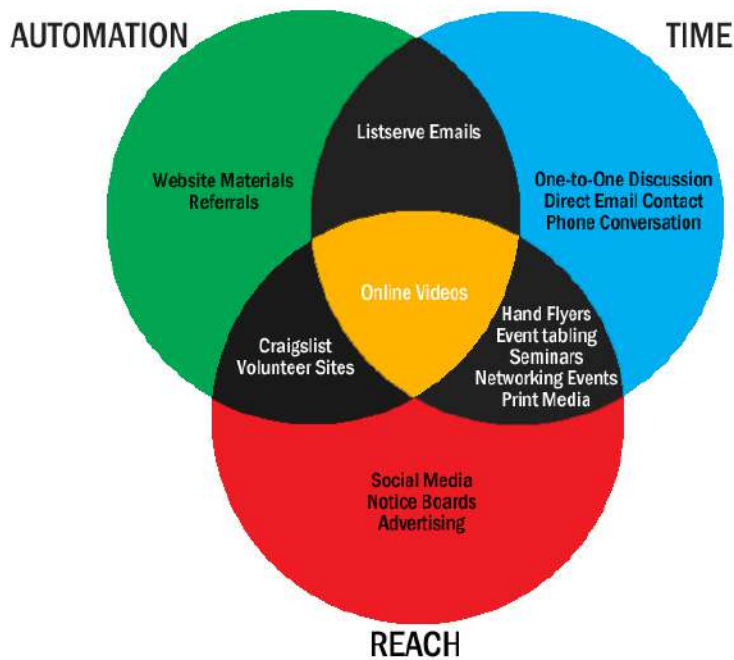 AUTOMATION
TIME
Listserve Emails
Website Materials
Referrals
One-to-One Discussion
Direct Email Contact
Phone Conversation
Online Videos
Hand Flyers
Event tabling
Seminars
Networking Events
Print Media
Craigslist
Volunteer Sites
Social Media
Notice Boards
Advertising
REACH